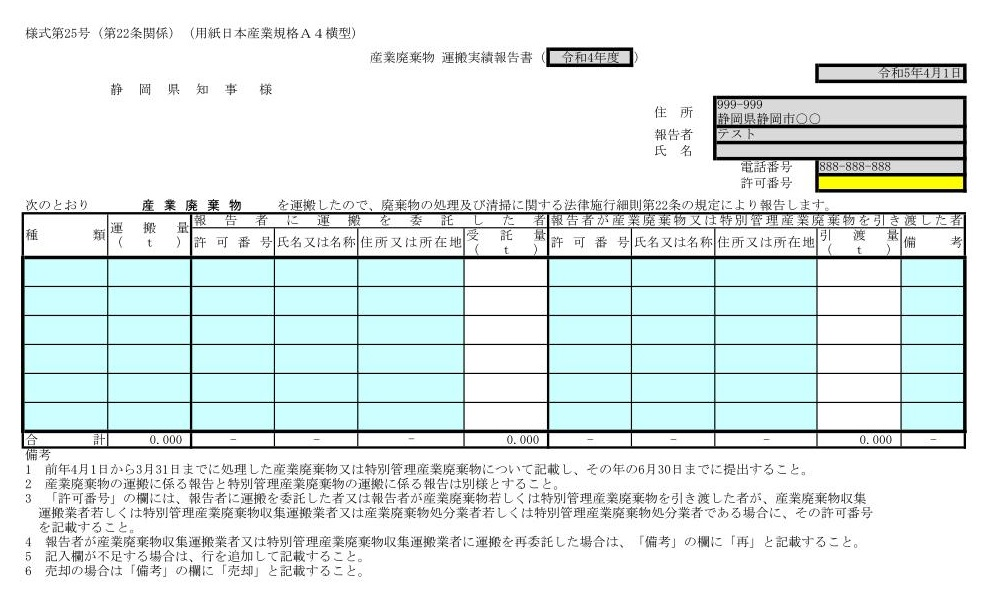 様式第25号（第22条関係）（用紙日本産業規格Ａ４横型）
産業廃棄物 運搬実績報告書（ 令和4年度 ）
令和5年4月1日
静岡県知事様
住所
999-999
静岡県静岡市〇〇
報告者
テスト
氏名
電話番号 888-888-888
許可番号
次のとおり 産業廃棄物 を運搬したので、廃棄物の処理及び清掃に関する法律施行細則第22条の規定により報告します。
種類 運搬量（t） 報告者に運搬を委託した者 報告者が産業廃棄物又は特別管理産業廃棄物を引き渡した者
許可番号 氏名又は名称 住所又は所在地 受託量（t） 許可番号 氏名又は名称 住所又は所在地 引渡量（t） 備考
合計 0.000 － － － 0.000 － － － 0.000 －
備考
1 前年4月1日から3月31日までに処理した産業廃棄物又は特別管理産業廃棄物について記載し、その年の6月30日までに提出すること。
2 産業廃棄物の運搬に係る報告と特別管理産業廃棄物の運搬に係る報告は別様とすること。
3 「許可番号」の欄には、報告者に運搬を委託した者又は報告者が産業廃棄物若しくは特別管理産業廃棄物を引き渡した者が、産業廃棄物収集
運搬業者若しくは特別管理産業廃棄物収集運搬業者又は産業廃棄物処分業者若しくは特別管理産業廃棄物処分業者である場合に、その許可番号
を記載すること。
4 報告者が産業廃棄物収集運搬業者又は特別管理産業廃棄物収集運搬業者に運搬を再委託した場合は、「備考」の欄に「再」と記載すること。
5 記入欄が不足する場合は、行を追加して記載すること。
6 売却の場合は「備考」の欄に「売却」と記載すること。